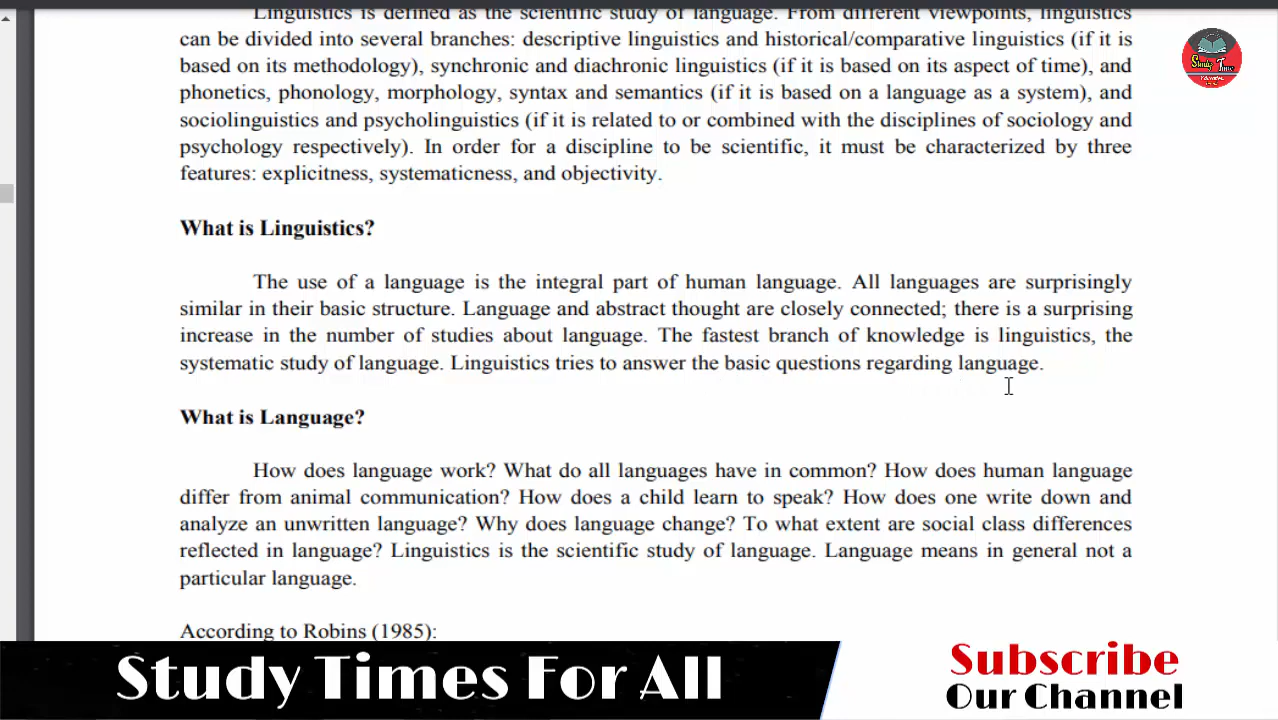 Linguistics is defined as the scientific study of language. From different viewpoints, linguistics
can be divided into several branches: descriptive linguistics and historical/comparative linguistics (if it is
based on its methodology), synchronic and diachronic linguistics (if it is based on its aspect of time), and
phonetics, phonology, morphology, syntax and semantics (if it is based on a language as a system), and
sociolinguistics and psycholinguistics (if it is related to or combined with the disciplines of sociology and
psychology respectively). In order for a discipline to be scientific, it must be characterized by three
features: explicitness, systematicness, and objectivity.
What is Linguistics?
The use of a language is the integral part of human language. All languages are surprisingly
similar in their basic structure. Language and abstract thought are closely connected; there is a surprising
increase in the number of studies about language. The fastest branch of knowledge is linguistics, the
systematic study of language. Linguistics tries to answer the basic questions regarding language.
What is Language?
How does language work? What do all languages have in common? How does human language
differ from animal communication? How does a child learn to speak? How does one write down and
analyze an unwritten language? Why does language change? To what extent are social class differences
reflected in language? Linguistics is the scientific study of language. Language means in general not a
particular language.
According to Robins (1985):
Study Time
Study Times For All
Subscribe
Our Channel